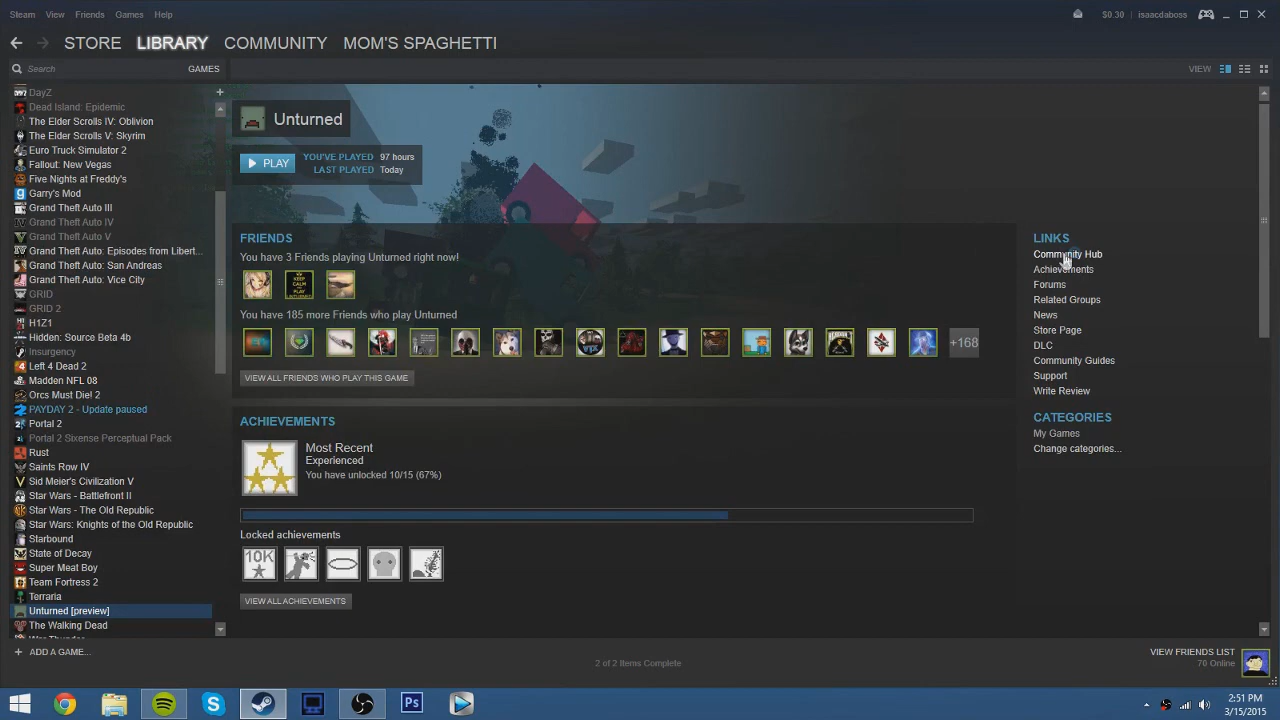 Steam View Friends Games Help
$0.30 isaacdaboss
STORE LIBRARY COMMUNITY MOM'S SPAGHETTI
Search GAMES
VIEW
DayZ
Dead Island: Epidemic
The Elder Scrolls IV: Oblivion
The Elder Scrolls V: Skyrim
Euro Truck Simulator 2
Fallout: New Vegas
Five Nights at Freddy's
Garry's Mod
Grand Theft Auto III
Grand Theft Auto IV
Grand Theft Auto V
Grand Theft Auto: Episodes from Libert...
Grand Theft Auto: San Andreas
Grand Theft Auto: Vice City
GRID
GRID 2
H1Z1
Hidden: Source Beta 4b
Insurgency
Left 4 Dead 2
Madden NFL 08
Orcs Must Die! 2
PAYDAY 2 - Update paused
Portal 2
Portal 2 Sixense Perceptual Pack
Rust
Saints Row IV
Sid Meier's Civilization V
Star Wars - Battlefront II
Star Wars - The Old Republic
Star Wars: Knights of the Old Republic
Starbound
State of Decay
Super Meat Boy
Team Fortress 2
Terraria
Unturned [preview]
The Walking Dead
War Thunder
ADD A GAME...
Unturned
PLAY
YOU'VE PLAYED 97 hours
LAST PLAYED Today
FRIENDS
You have 3 Friends playing Unturned right now!
You have 185 more Friends who play Unturned
+168
VIEW ALL FRIENDS WHO PLAY THIS GAME
ACHIEVEMENTS
Most Recent
Experienced
You have unlocked 10/15 (67%)
Locked achievements
10K
VIEW ALL ACHIEVEMENTS
LINKS
Community Hub
Achievements
Forums
Related Groups
News
Store Page
DLC
Community Guides
Support
Write Review
CATEGORIES
My Games
Change categories...
2 of 2 Items Complete
VIEW FRIENDS LIST
70 Online
Ps
2:51 PM
3/15/2015